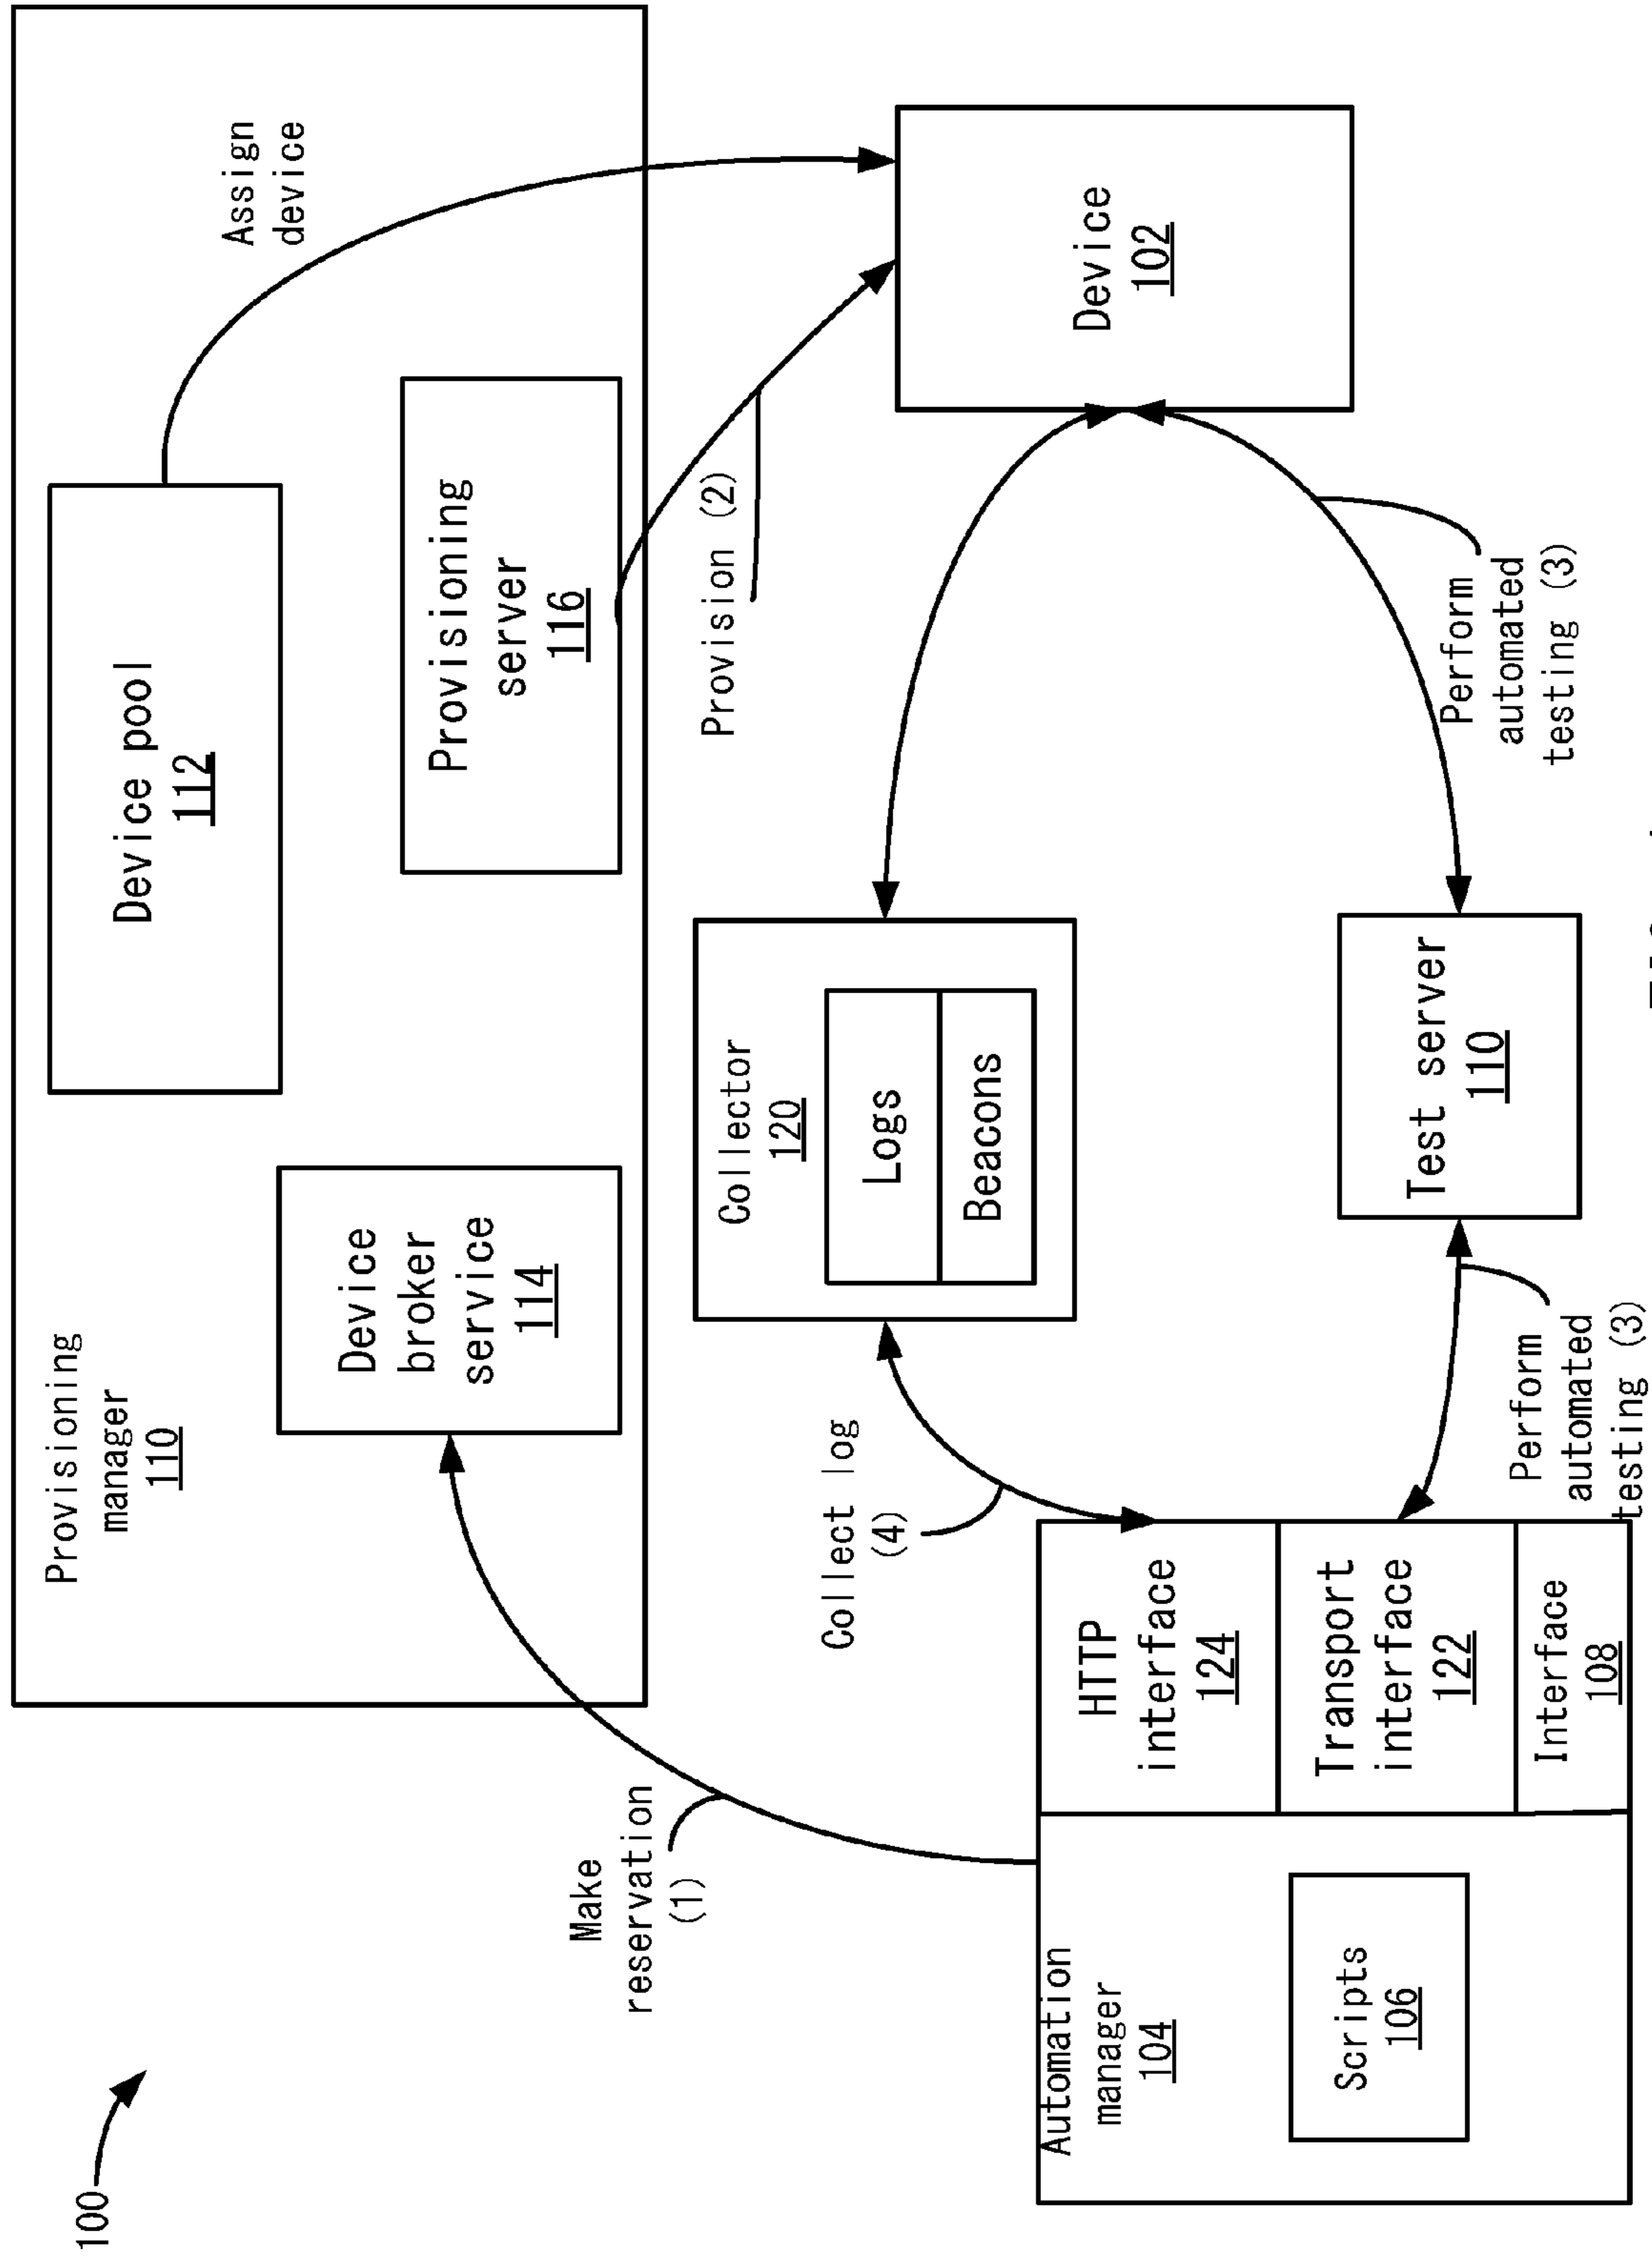 100
Provisioning
manager
110
Device pool
112
Assign
device
Device
broker
service
114
Provisioning
server
116
Make
reservation
(1)
Provision (2)
Collector
120
Logs
Beacons
Device
102
Collect log
(4)
Automation
manager
104
Scripts
106
HTTP
interface
124
Transport
interface
122
Interface
108
Test server
110
Perform
automated
testing (3)
Perform
automated
testing (3)